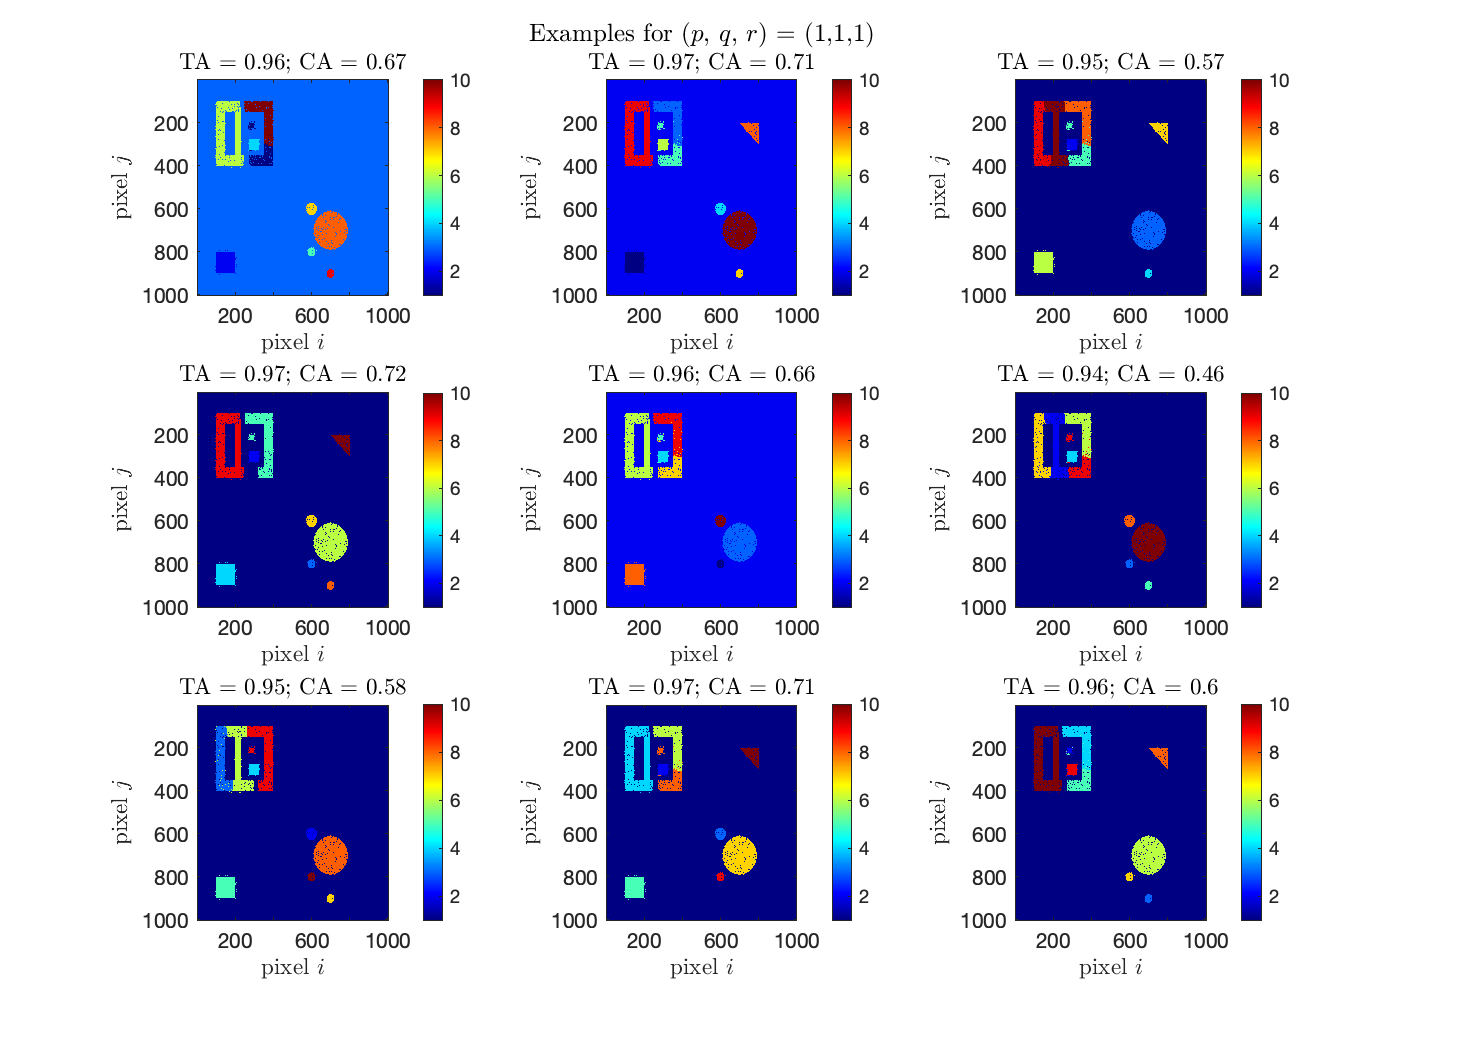 Examples for (p, q, r) = (1,1,1)
TA = 0.96; CA = 0.67
10
8
6
4
2
200
400
600
800
1000
200 600 1000
pixel j
pixel i
TA = 0.97; CA = 0.71
10
8
6
4
2
200
400
600
800
1000
200 600 1000
pixel j
pixel i
TA = 0.95; CA = 0.57
10
8
6
4
2
200
400
600
800
1000
200 600 1000
pixel j
pixel i
TA = 0.97; CA = 0.72
10
8
6
4
2
200
400
600
800
1000
200 600 1000
pixel j
pixel i
TA = 0.96; CA = 0.66
10
8
6
4
2
200
400
600
800
1000
200 600 1000
pixel j
pixel i
TA = 0.94; CA = 0.46
10
8
6
4
2
200
400
600
800
1000
200 600 1000
pixel j
pixel i
TA = 0.95; CA = 0.58
10
8
6
4
2
200
400
600
800
1000
200 600 1000
pixel j
pixel i
TA = 0.97; CA = 0.71
10
8
6
4
2
200
400
600
800
1000
200 600 1000
pixel j
pixel i
TA = 0.96; CA = 0.6
10
8
6
4
2
200
400
600
800
1000
200 600 1000
pixel j
pixel i